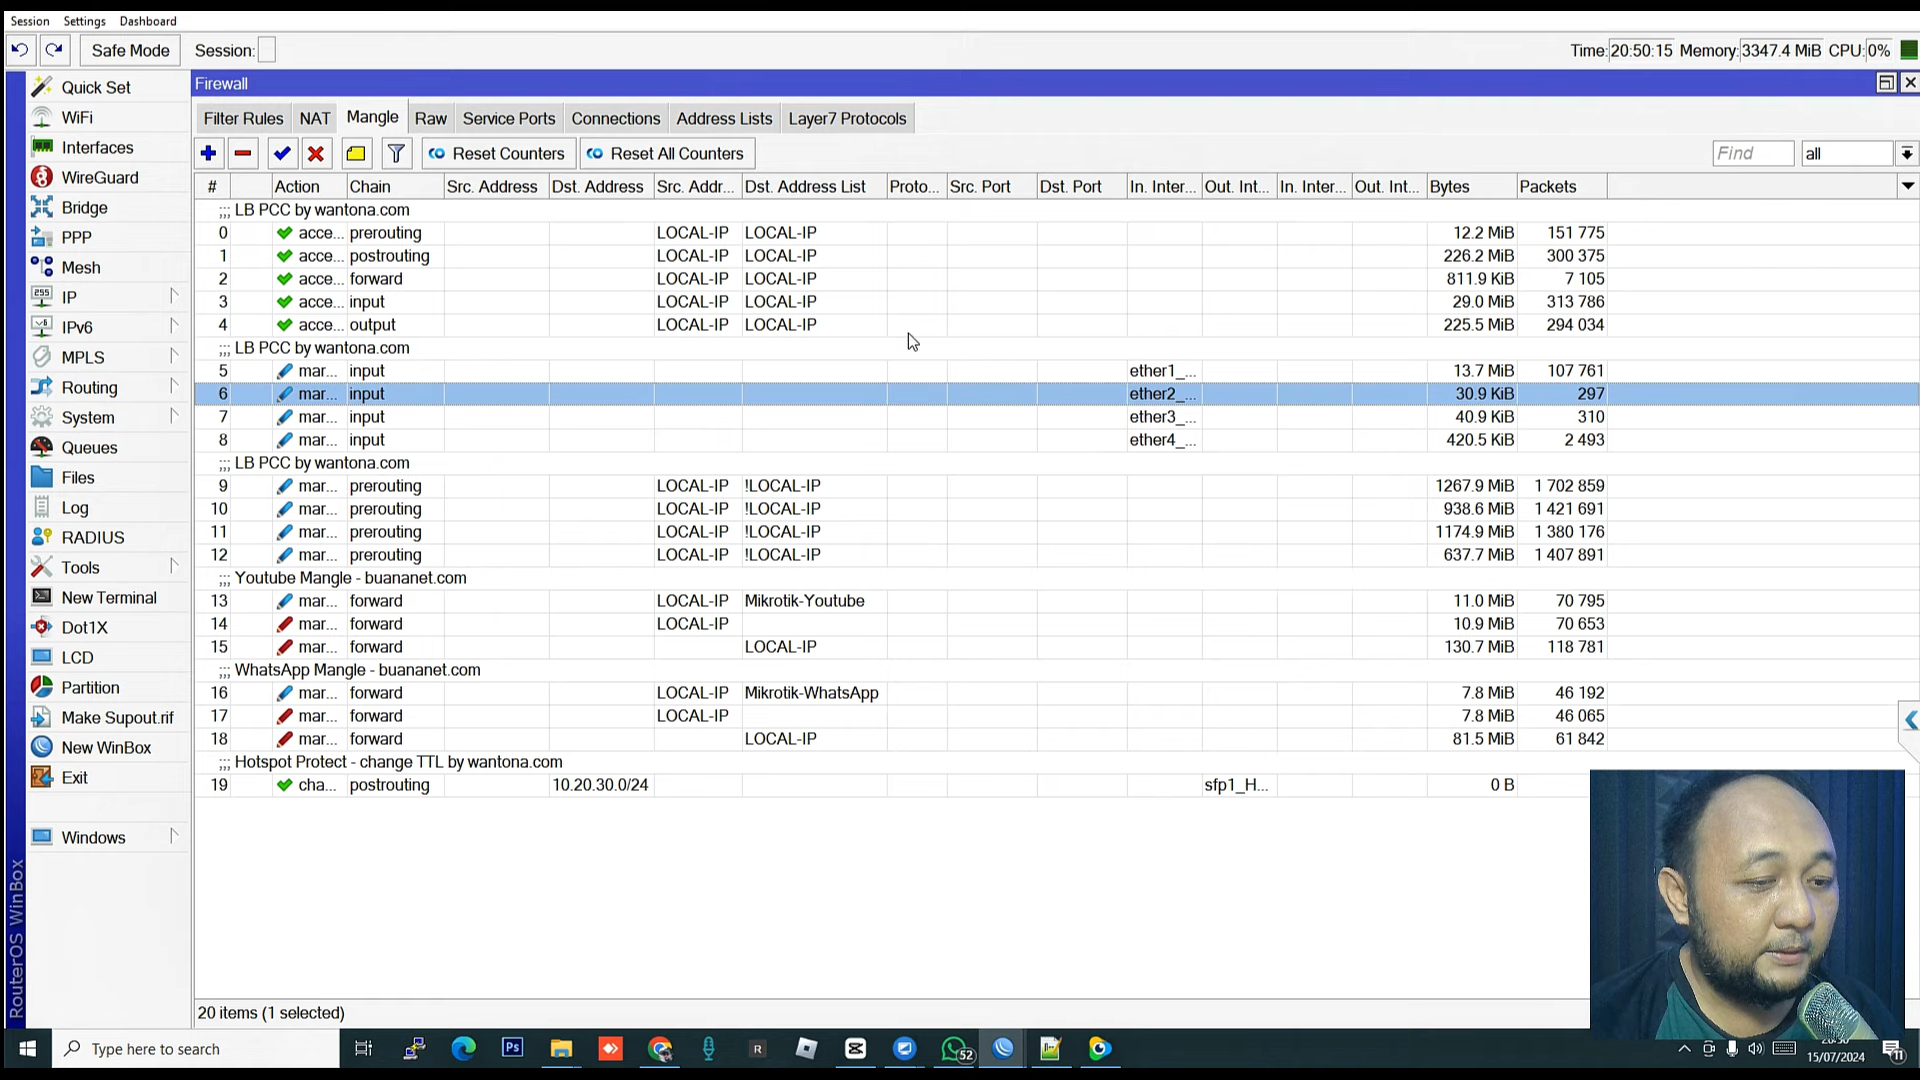 Session Settings Dashboard
Safe Mode Session: Time: 20:50:15 Memory: 3347.4 MiB CPU: 0%
Firewall
Filter Rules NAT Mangle Raw Service Ports Connections Address Lists Layer7 Protocols
Reset Counters Reset All Counters Find all
# Action Chain Src. Address Dst. Address Src. Addr... Dst. Address List Proto... Src. Port Dst. Port In. Inter... Out. Int... In. Inter... Out. Int... Bytes Packets
;;; LB PCC by wantona.com
0 acce... prerouting LOCAL-IP LOCAL-IP 12.2 MiB 151 775
1 acce... postrouting LOCAL-IP LOCAL-IP 226.2 MiB 300 375
2 acce... forward LOCAL-IP LOCAL-IP 811.9 KiB 7 105
3 acce... input LOCAL-IP LOCAL-IP 29.0 MiB 313 786
4 acce... output LOCAL-IP LOCAL-IP 225.5 MiB 294 034
;;; LB PCC by wantona.com
5 mar... input ether1_... 13.7 MiB 107 761
6 mar... input ether2_... 30.9 KiB 297
7 mar... input ether3_... 40.9 KiB 310
8 mar... input ether4_... 420.5 KiB 2 493
;;; LB PCC by wantona.com
9 mar... prerouting LOCAL-IP !LOCAL-IP 1267.9 MiB 1 702 859
10 mar... prerouting LOCAL-IP !LOCAL-IP 938.6 MiB 1 421 691
11 mar... prerouting LOCAL-IP !LOCAL-IP 1174.9 MiB 1 380 176
12 mar... prerouting LOCAL-IP !LOCAL-IP 637.7 MiB 1 407 891
;;; Youtube Mangle - buananet.com
13 mar... forward LOCAL-IP Mikrotik-Youtube 11.0 MiB 70 795
14 mar... forward LOCAL-IP 10.9 MiB 70 653
15 mar... forward LOCAL-IP 130.7 MiB 118 781
;;; WhatsApp Mangle - buananet.com
16 mar... forward LOCAL-IP Mikrotik-WhatsApp 7.8 MiB 46 192
17 mar... forward LOCAL-IP 7.8 MiB 46 065
18 mar... forward LOCAL-IP 81.5 MiB 61 842
;;; Hotspot Protect - change TTL by wantona.com
19 cha... postrouting 10.20.30.0/24 sfp1_H... 0 B
20 items (1 selected)
Quick Set
WiFi
Interfaces
WireGuard
Bridge
PPP
Mesh
255 IP
v6 IPv6
MPLS
Routing
System
Queues
Files
Log
RADIUS
Tools
New Terminal
Dot1X
LCD
Partition
Make Supout.rif
New WinBox
Exit
Windows
RouterOS WinBox
Type here to search
Ps
R
52
15/07/2024
11